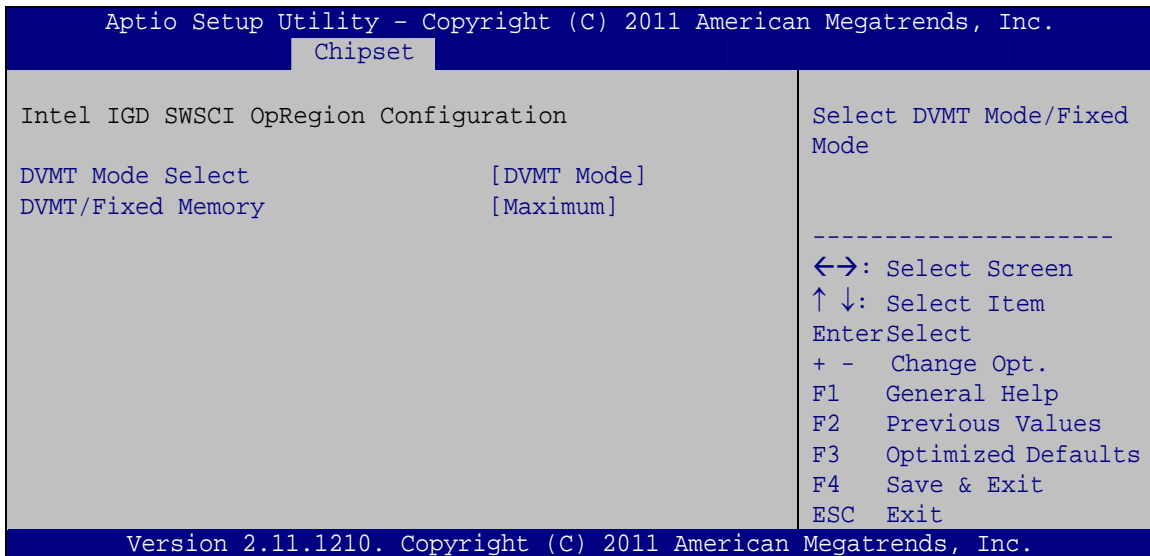 Aptio Setup Utility – Copyright (C) 2011 American Megatrends, Inc.
Chipset
Intel IGD SWSCI OpRegion Configuration
DVMT Mode Select [DVMT Mode]
DVMT/Fixed Memory [Maximum]
Select DVMT Mode/Fixed
Mode
---------------------
←→: Select Screen
↑ ↓: Select Item
EnterSelect
+ - Change Opt.
F1 General Help
F2 Previous Values
F3 Optimized Defaults
F4 Save & Exit
ESC Exit
Version 2.11.1210. Copyright (C) 2011 American Megatrends, Inc.